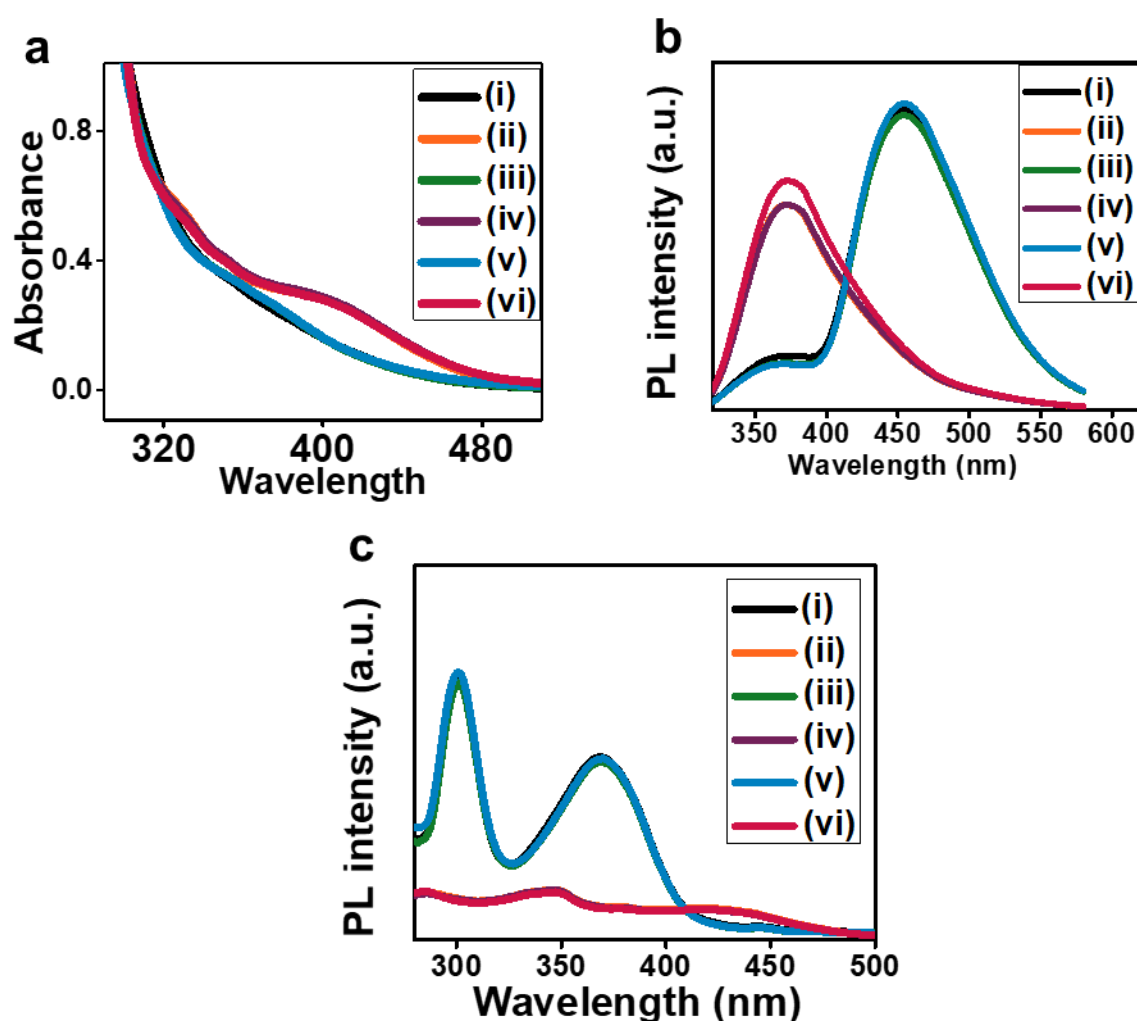 a
Absorbance
0.8
0.4
0.0
320 400 480
Wavelength
(i)
(ii)
(iii)
(iv)
(v)
(vi)
b
PL intensity (a.u.)
350 400 450 500 550 600
Wavelength (nm)
(i)
(ii)
(iii)
(iv)
(v)
(vi)
c
PL intensity (a.u.)
300 350 400 450 500
Wavelength (nm)
(i)
(ii)
(iii)
(iv)
(v)
(vi)